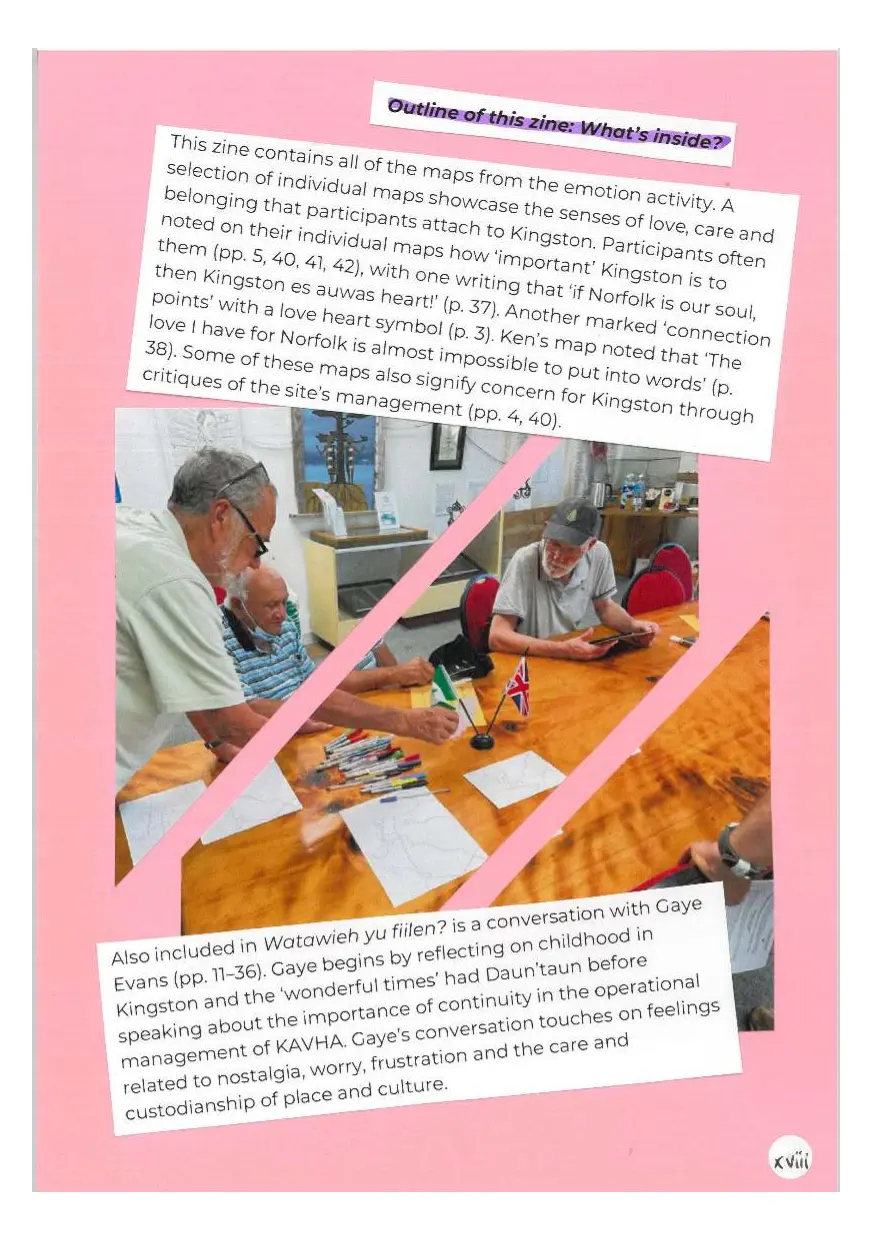 Outline of this zine: What's inside?
This zine contains all of the maps from the emotion activity. A
selection of individual maps showcase the senses of love, care and
belonging that participants attach to Kingston. Participants often
noted on their individual maps how ‘important’ Kingston is to
them (pp. 5, 40, 41, 42), with one writing that ‘if Norfolk is our soul,
then Kingston es auwas heart!’ (p. 37). Another marked ‘connection
points’ with a love heart symbol (p. 3). Ken’s map noted that ‘The
love I have for Norfolk is almost impossible to put into words’ (p.
38). Some of these maps also signify concern for Kingston through
critiques of the site’s management (pp. 4, 40).
Also included in Watawieh yu fiilen? is a conversation with Gaye
Evans (pp. 11–36). Gaye begins by reflecting on childhood in
Kingston and the ‘wonderful times’ had Daun’taun before
speaking about the importance of continuity in the operational
management of KAVHA. Gaye’s conversation touches on feelings
related to nostalgia, worry, frustration and the care and
custodianship of place and culture.
xviii